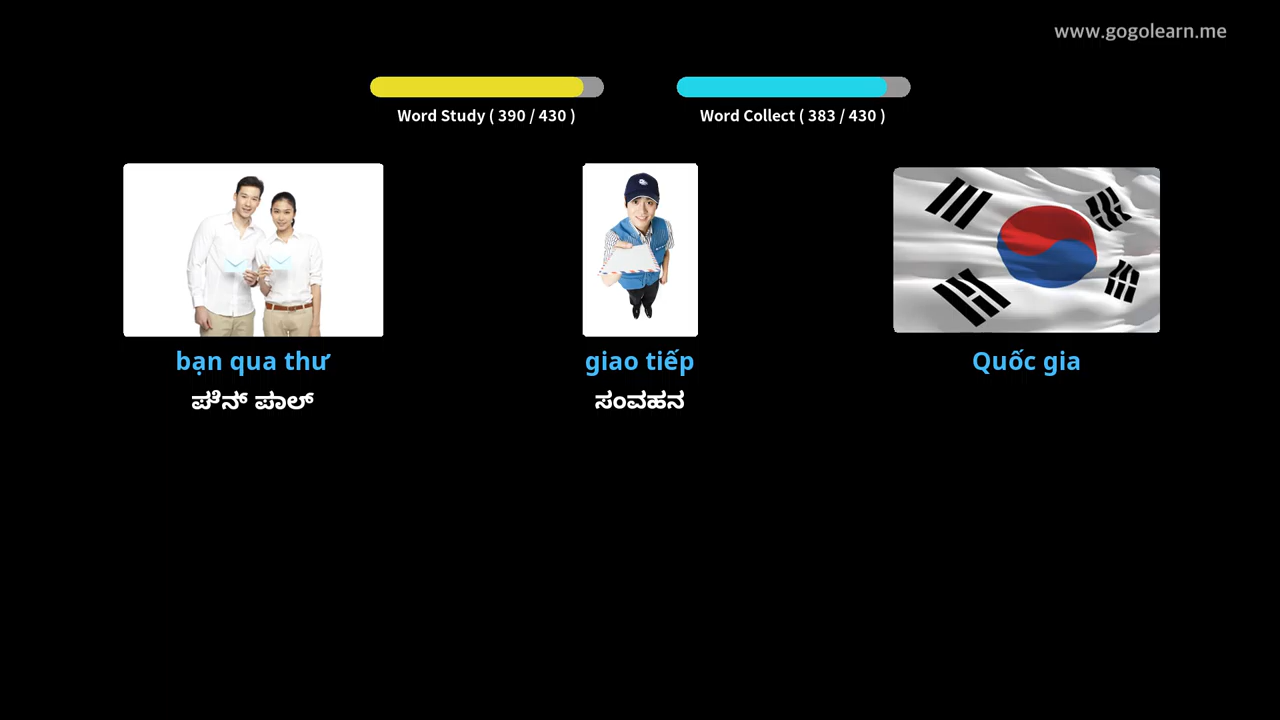 www.gogolearn.me
Word Study ( 390 / 430 )
Word Collect ( 383 / 430 )
bạn qua thư
giao tiếp
Quốc gia
ಪೆನ್ ಪಾಲ್
ಸಂವಹನ